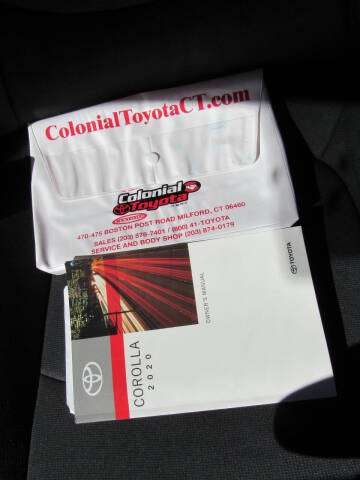 ColonialToyotaCT.com
Colonial
Toyota
470-475 BOSTON POST ROAD MILFORD, CT 06460
SALES (203) 878-7401 / (800) 41-TOYOTA
SERVICE AND BODY SHOP (203) 874-0179
TOYOTA
OWNER'S MANUAL
COROLLA
2020